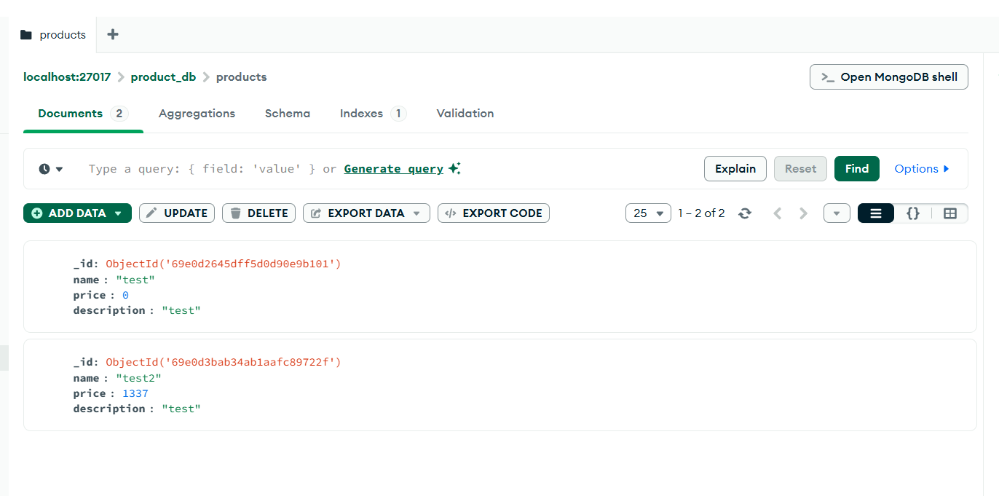 products
localhost:27017 > product_db > products
>_ Open MongoDB shell
Documents 2 Aggregations Schema Indexes 1 Validation
Type a query: { field: 'value' } or Generate query
Explain Reset Find Options
ADD DATA UPDATE DELETE EXPORT DATA </> EXPORT CODE 25 1 – 2 of 2 {}
_id: ObjectId('69e0d2645dff5d0d90e9b101')
name : "test"
price : 0
description : "test"
_id: ObjectId('69e0d3bab34ab1aafc89722f')
name : "test2"
price : 1337
description : "test"